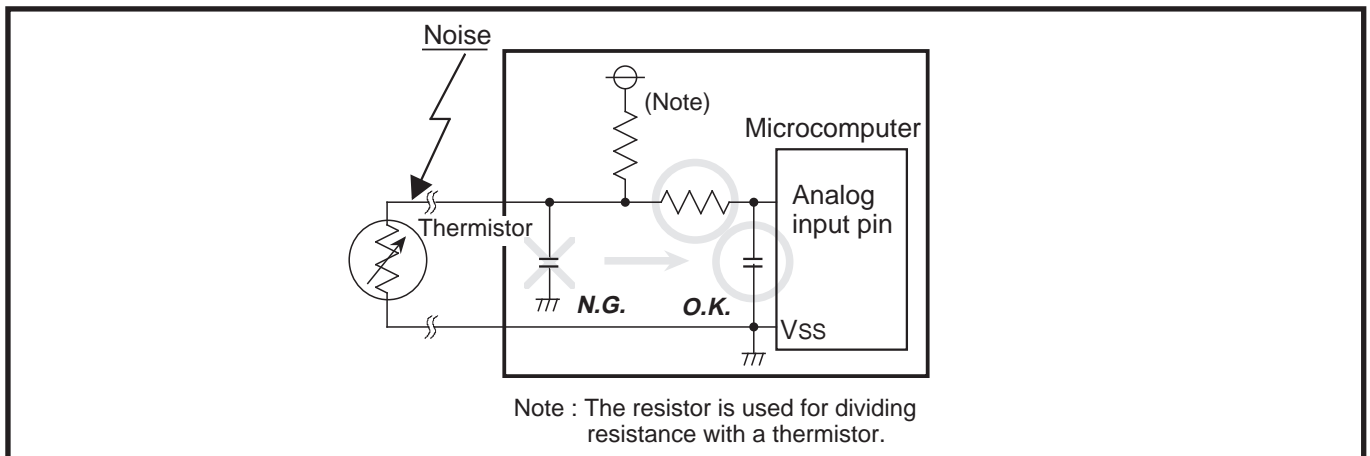 Noise
(Note)
Microcomputer
Analog
input pin
Thermistor
N.G.
O.K.
VSS
Note : The resistor is used for dividing
resistance with a thermistor.